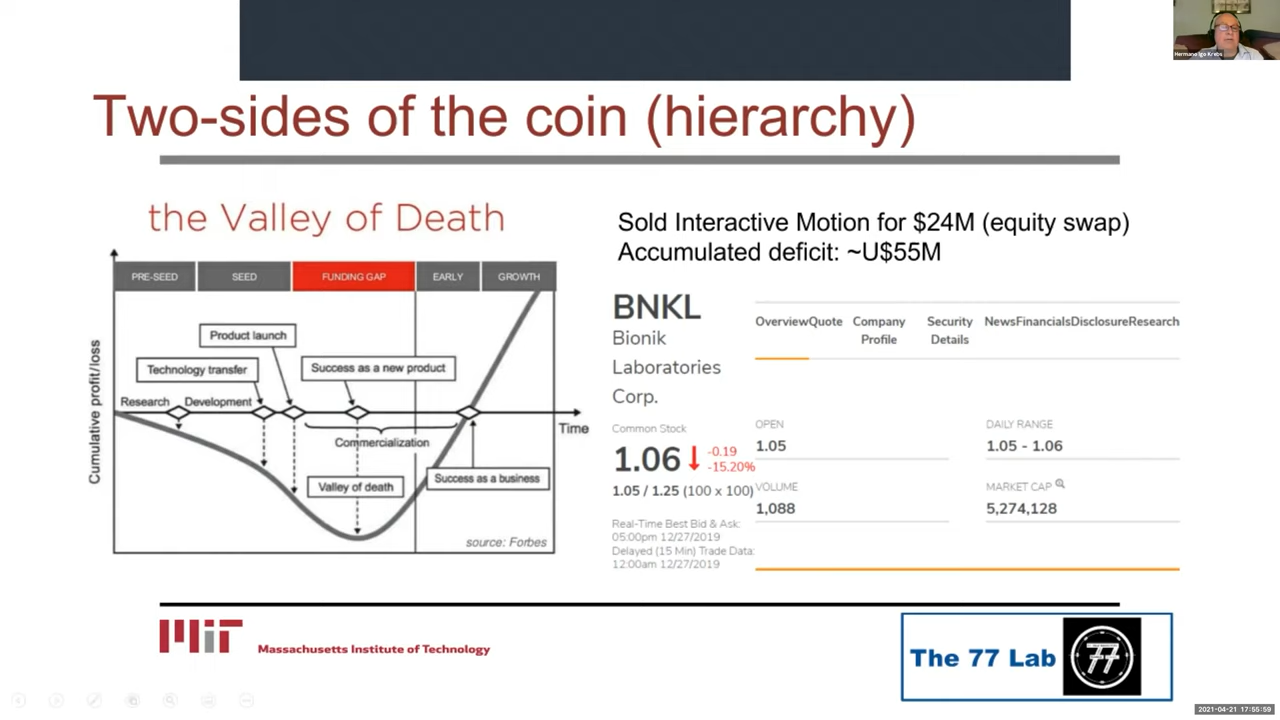 Hermano Igo Krebs
Two-sides of the coin (hierarchy)
the Valley of Death
PRE-SEED SEED FUNDING GAP EARLY GROWTH
Product launch
Technology transfer
Success as a new product
Research Development
Cumulative profit/loss
Time
Commercialization
Valley of death
Success as a business
source: Forbes
Sold Interactive Motion for $24M (equity swap)
Accumulated deficit: ~U$55M
BNKL
Bionik
Laboratories
Corp.
Common Stock
1.06 -0.19
-15.20%
1.05 / 1.25 (100 x 100)
Real-Time Best Bid & Ask:
05:00pm 12/27/2019
Delayed (15 Min) Trade Data:
12:00am 12/27/2019
OverviewQuote Company Profile Security Details NewsFinancialsDisclosureResearch
OPEN
1.05
DAILY RANGE
1.05 - 1.06
VOLUME
1,088
MARKET CAP
5,274,128
MIT Massachusetts Institute of Technology
The 77 Lab 77
2021-04-21 17:55:59